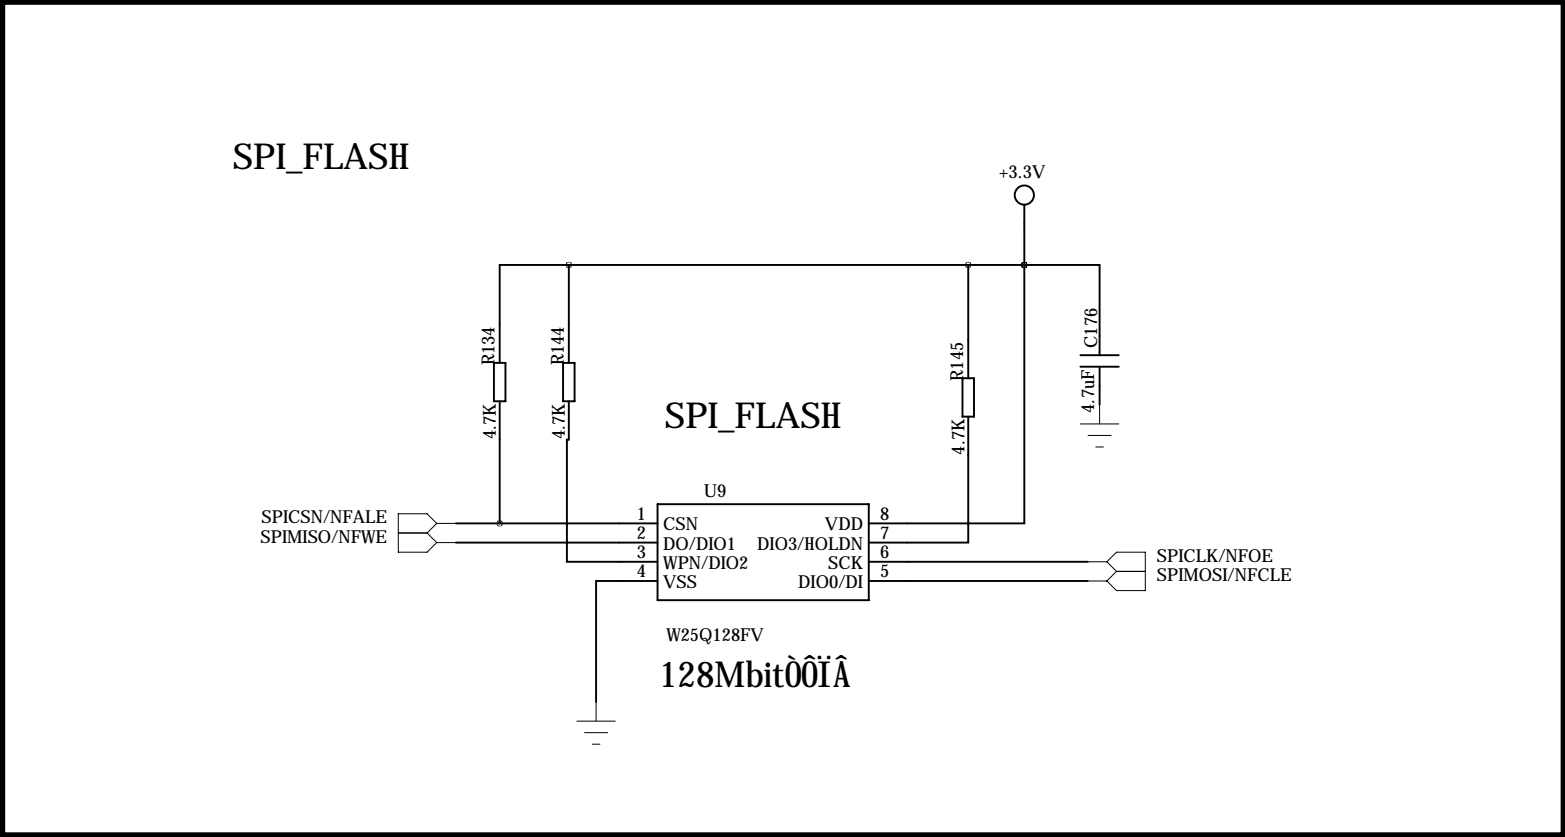 SPI_FLASH
+3.3V
R134
4.7K
R144
4.7K
R145
4.7K
C176
4.7uF
SPI_FLASH
U9
SPICSN/NFALE
SPIMISO/NFWE
1 CSN
2 DO/DIO1
3 WPN/DIO2
4 VSS
VDD 8
DIO3/HOLDN 7
SCK 6
DIO0/DI 5
SPICLK/NFOE
SPIMOSI/NFCLE
W25Q128FV
128MbitÒÔÏÂ